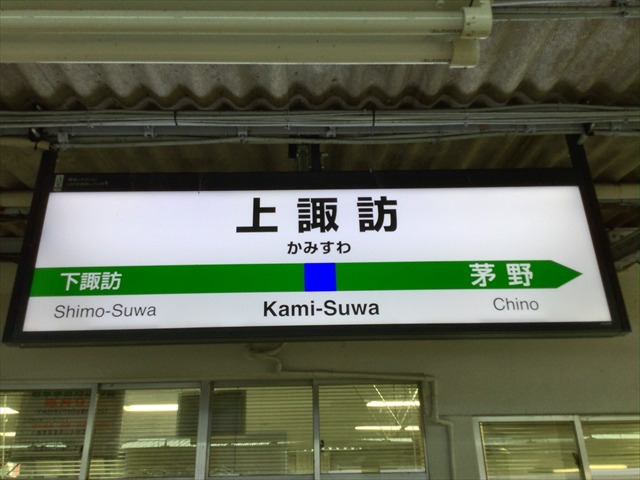 上諏訪
かみすわ
下諏訪
茅野
Shimo-Suwa
Kami-Suwa
Chino